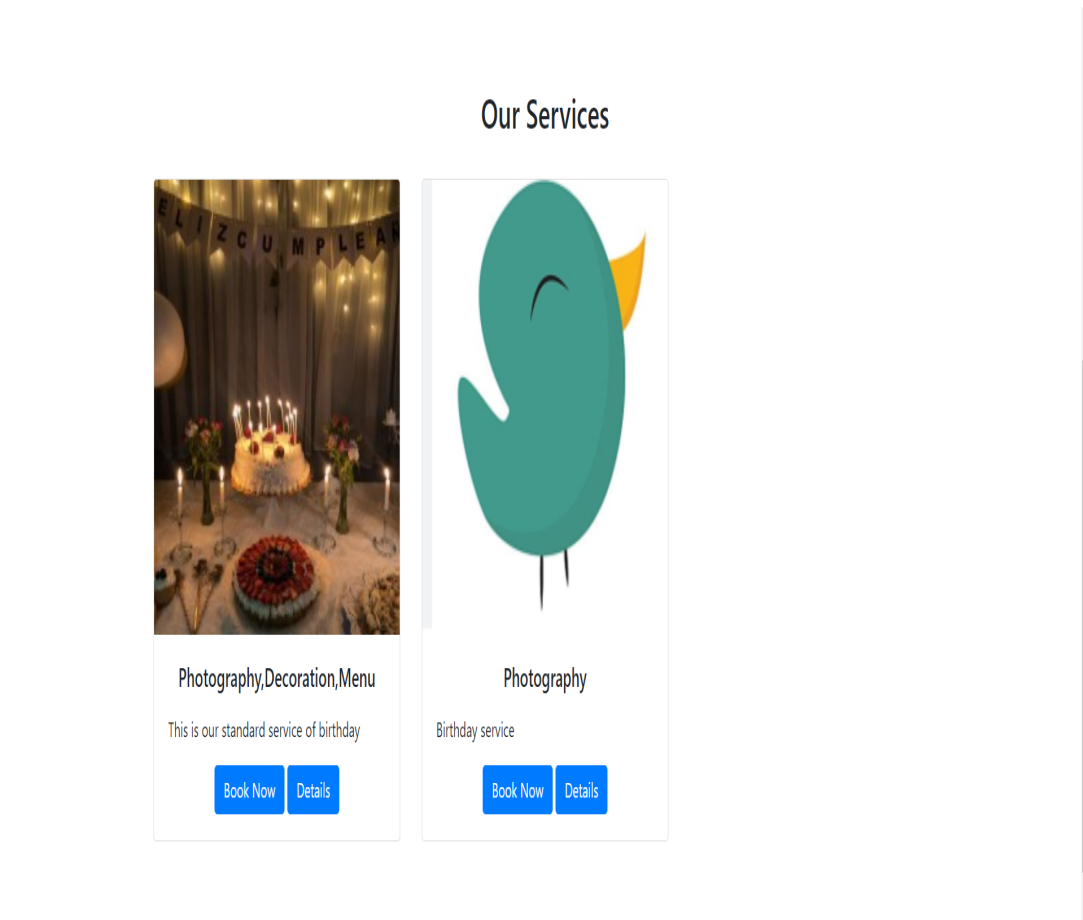 Our Services
ELIZCUMPLEAÑ
Photography,Decoration,Menu
This is our standard service of birthday
Book Now
Details
Photography
Birthday service
Book Now
Details